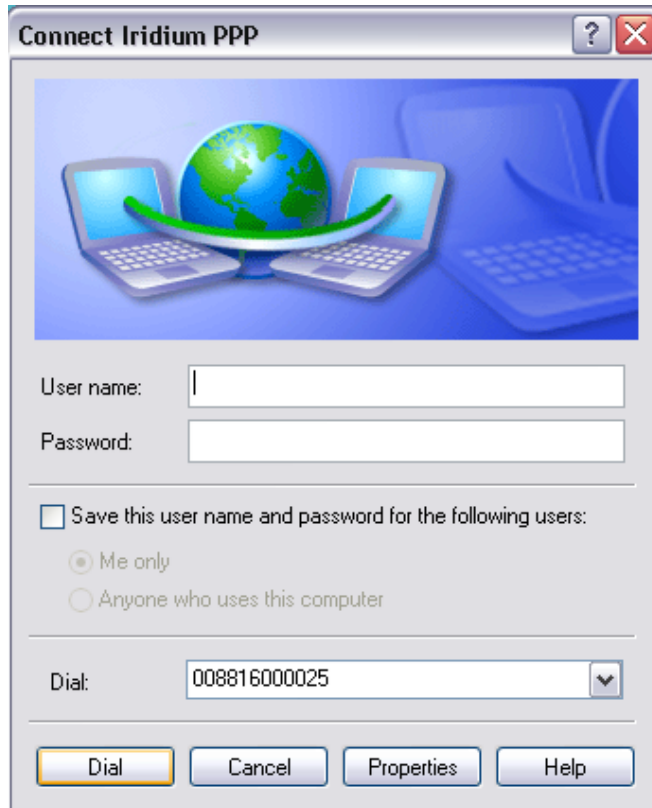 Connect Iridium PPP
?
User name:
Password:
Save this user name and password for the following users:
Me only
Anyone who uses this computer
Dial:
008816000025
Dial
Cancel
Properties
Help